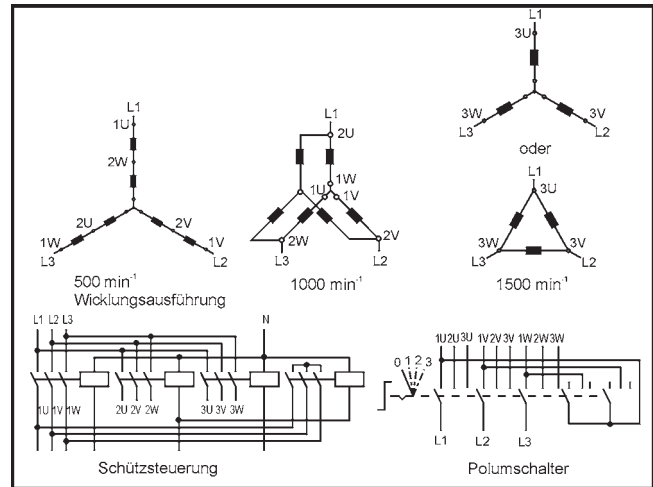 L1
3U
3W
3V
L3
L2
oder
L1
3U
3W
3V
L3
L2
1500 min-1
L1
1U
2W
2U
2V
1W
1V
L3
L2
500 min-1
Wicklungsausführung
L1
2U
1W
1U
1V
2W
2V
L3
L2
1000 min-1
L1 L2 L3
N
1U 1V 1W
2U 2V 2W
3U 3V 3W
Schützsteuerung
1U 2U 3U 1V 2V 3V 1W 2W 3W
0 1 2 3
L1 L2 L3
Polumschalter